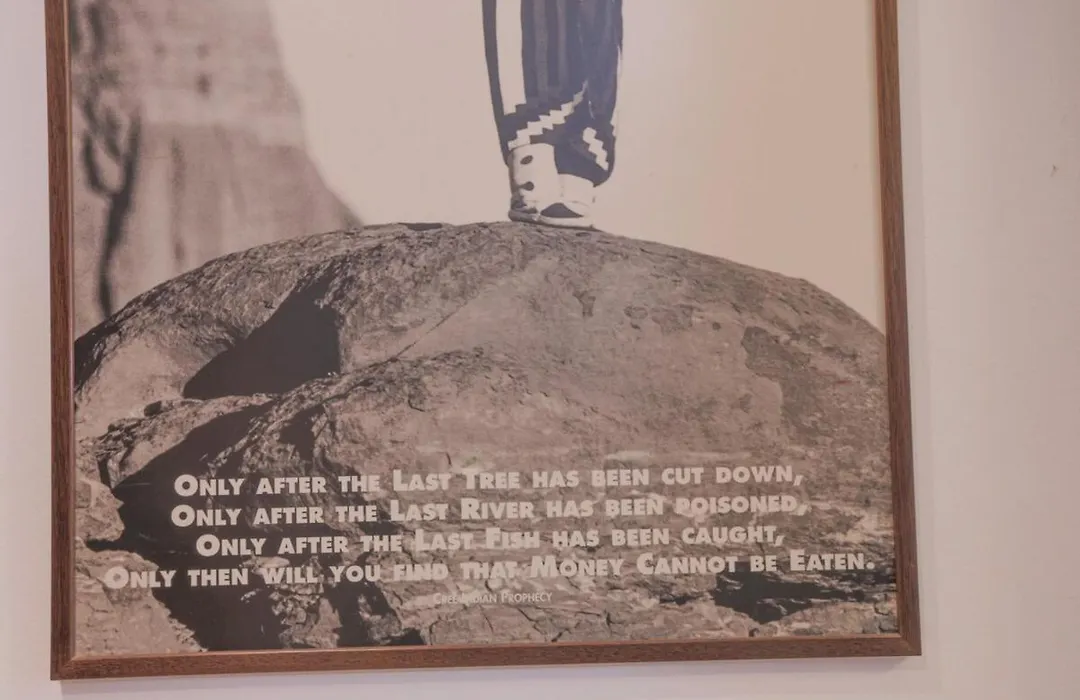 Only after the Last Tree has been cut down,
Only after the Last River has been poisoned,
Only after the Last Fish has been caught,
Only then will you find that Money Cannot be Eaten.
Cree Indian Prophecy